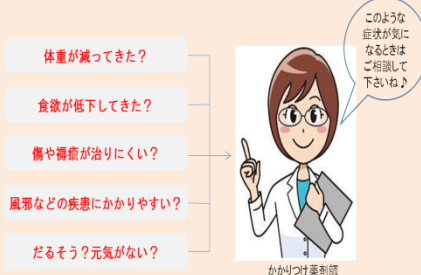 体重が減ってきた?
食欲が低下してきた?
傷や褥瘡が治りにくい?
風邪などの疾患にかかりやすい?
だるそう?元気がない?
このような
症状が気に
なるときは
ご相談して
下さいね♪
かかりつけ薬剤師